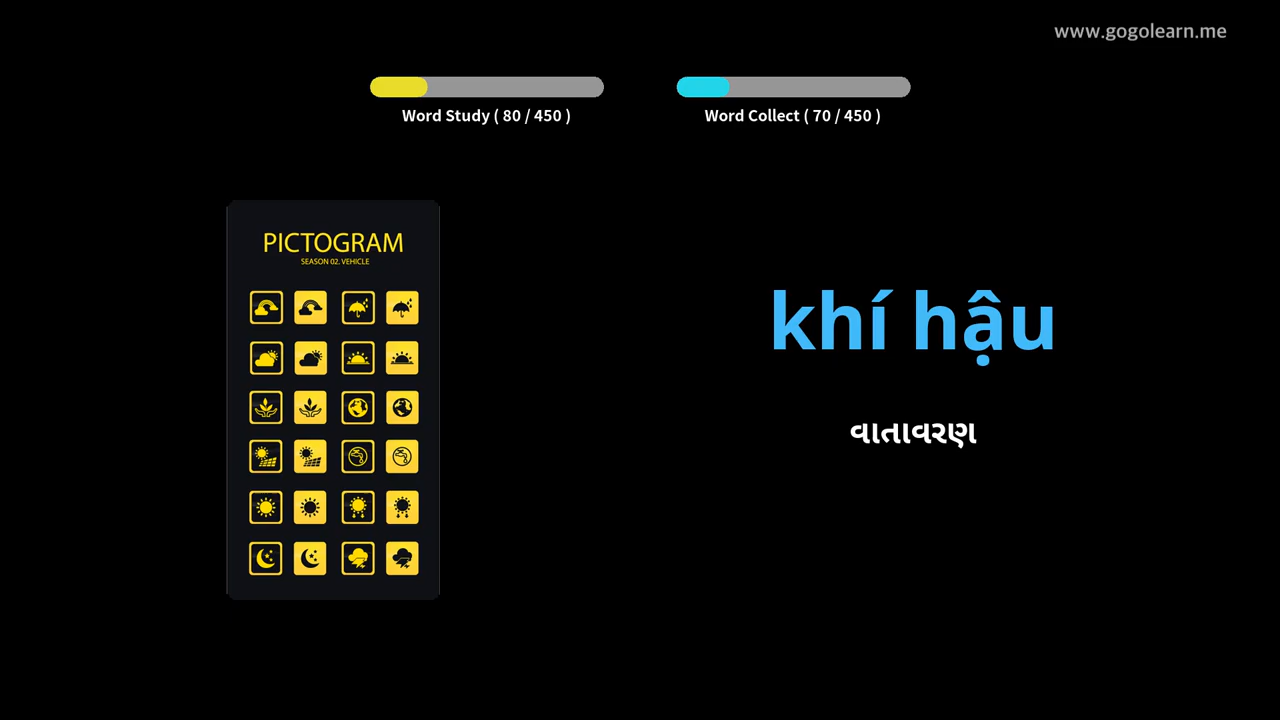 www.gogolearn.me
Word Study ( 80 / 450 )
Word Collect ( 70 / 450 )
PICTOGRAM
SEASON 02. VEHICLE
khí hậu
વાતાવરણ